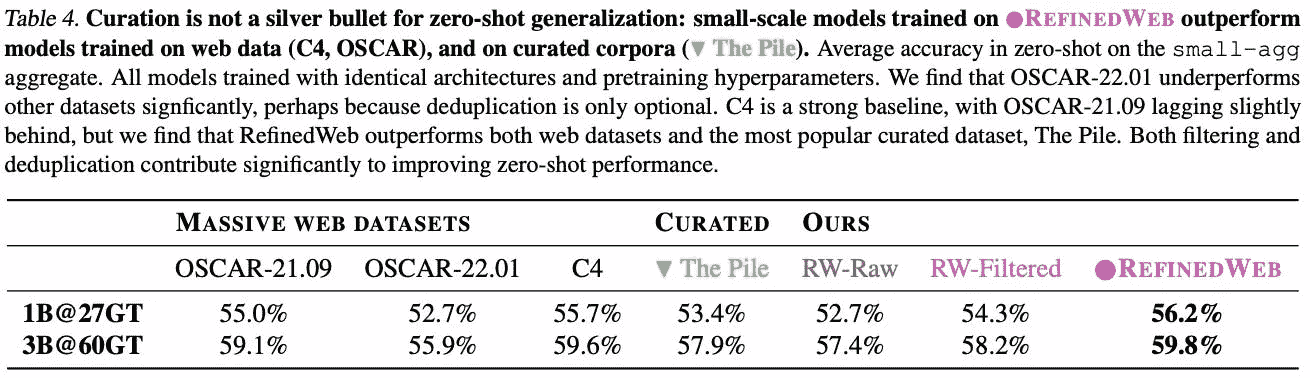 Table 4. Curation is not a silver bullet for zero-shot generalization: small-scale models trained on ●REFINEDWEB outperform
models trained on web data (C4, OSCAR), and on curated corpora (▼ The Pile). Average accuracy in zero-shot on the small-agg
aggregate. All models trained with identical architectures and pretraining hyperparameters. We find that OSCAR-22.01 underperforms
other datasets signficantly, perhaps because deduplication is only optional. C4 is a strong baseline, with OSCAR-21.09 lagging slightly
behind, but we find that RefinedWeb outperforms both web datasets and the most popular curated dataset, The Pile. Both filtering and
deduplication contribute significantly to improving zero-shot performance.
MASSIVE WEB DATASETS CURATED OURS
OSCAR-21.09 OSCAR-22.01 C4 ▼ The Pile RW-Raw RW-Filtered ●REFINEDWEB
1B@27GT 55.0% 52.7% 55.7% 53.4% 52.7% 54.3% 56.2%
3B@60GT 59.1% 55.9% 59.6% 57.9% 57.4% 58.2% 59.8%